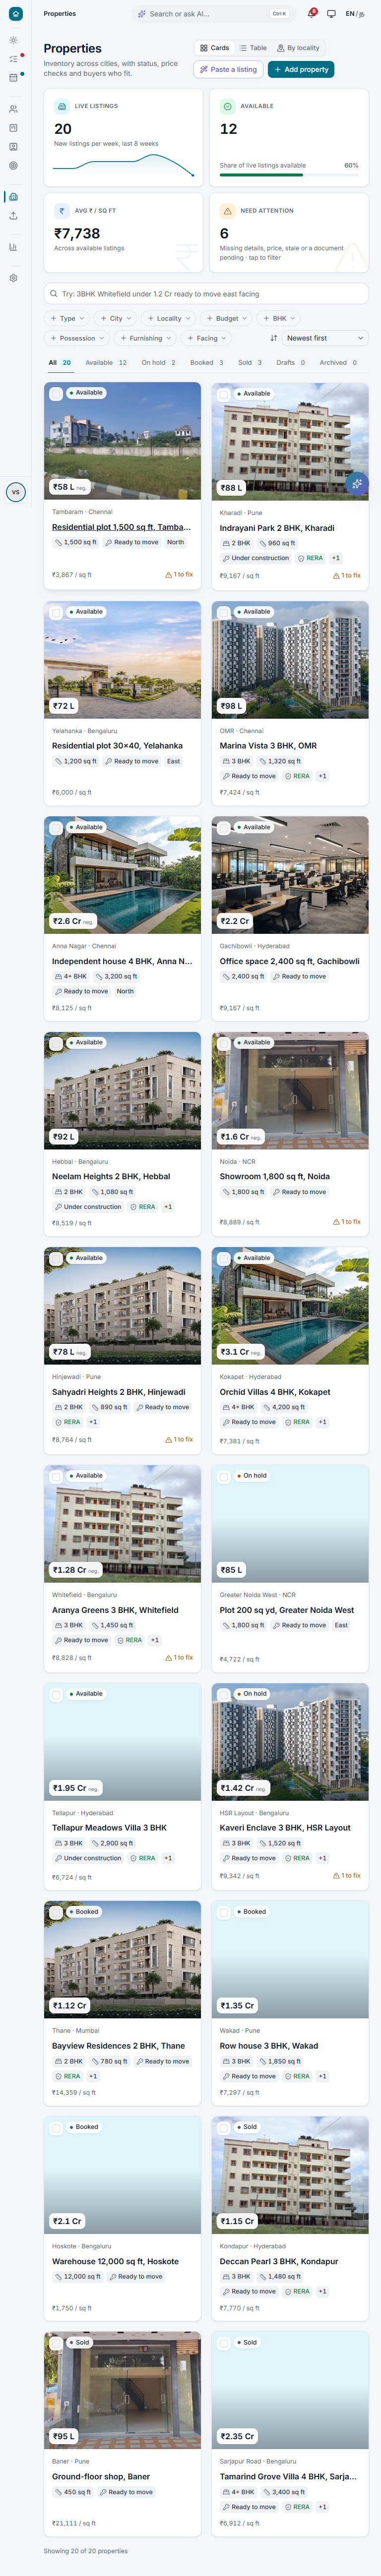 Properties
Search or ask AI...
Ctrl K
EN /
Properties
Inventory across cities, with status, price
checks and buyers who fit.
Cards
Table
By locality
Paste a listing
Add property
LIVE LISTINGS
20
New listings per week, last 8 weeks
AVAILABLE
12
Share of live listings available
60%
AVG ₹ / SQ FT
₹7,738
Across available listings
NEED ATTENTION
6
Missing details, price, stale or a document
pending · tap to filter
Try: 3BHK Whitefield under 1.2 Cr ready to move east facing
Type
City
Locality
Budget
BHK
Possession
Furnishing
Facing
Newest first
All 20
Available 12
On hold 2
Booked 3
Sold 3
Drafts 0
Archived 0
Available
₹58 L neg.
Tambaram · Chennai
Residential plot 1,500 sq ft, Tamba...
1,500 sq ft
Ready to move
North
₹3,867 / sq ft
1 to fix
Available
₹88 L
Kharadi · Pune
Indrayani Park 2 BHK, Kharadi
2 BHK
960 sq ft
Under construction
RERA
+1
₹9,167 / sq ft
1 to fix
Available
₹72 L
Yelahanka · Bengaluru
Residential plot 30×40, Yelahanka
1,200 sq ft
Ready to move
East
₹6,000 / sq ft
Available
₹98 L
OMR · Chennai
Marina Vista 3 BHK, OMR
3 BHK
1,320 sq ft
Ready to move
RERA
+1
₹7,424 / sq ft
Available
₹2.6 Cr neg.
Anna Nagar · Chennai
Independent house 4 BHK, Anna N...
4+ BHK
3,200 sq ft
Ready to move
North
₹8,125 / sq ft
Available
₹2.2 Cr
Gachibowli · Hyderabad
Office space 2,400 sq ft, Gachibowli
2,400 sq ft
Ready to move
₹9,167 / sq ft
Available
₹92 L
Hebbal · Bengaluru
Neelam Heights 2 BHK, Hebbal
2 BHK
1,080 sq ft
Under construction
RERA
+1
₹8,519 / sq ft
Available
₹1.6 Cr neg.
Noida · NCR
Showroom 1,800 sq ft, Noida
1,800 sq ft
Ready to move
₹8,889 / sq ft
1 to fix
Available
₹78 L neg.
Hinjewadi · Pune
Sahyadri Heights 2 BHK, Hinjewadi
2 BHK
890 sq ft
Ready to move
RERA
+1
₹8,764 / sq ft
1 to fix
Available
₹3.1 Cr neg.
Kokapet · Hyderabad
Orchid Villas 4 BHK, Kokapet
4+ BHK
4,200 sq ft
Ready to move
RERA
+1
₹7,381 / sq ft
Available
₹1.28 Cr neg.
Whitefield · Bengaluru
Aranya Greens 3 BHK, Whitefield
3 BHK
1,450 sq ft
Ready to move
RERA
+1
₹8,828 / sq ft
1 to fix
On hold
₹85 L
Greater Noida West · NCR
Plot 200 sq yd, Greater Noida West
1,800 sq ft
Ready to move
East
₹4,722 / sq ft
Available
₹1.95 Cr neg.
Tellapur · Hyderabad
Tellapur Meadows Villa 3 BHK
3 BHK
2,900 sq ft
Under construction
RERA
+1
₹6,724 / sq ft
On hold
₹1.42 Cr neg.
HSR Layout · Bengaluru
Kaveri Enclave 3 BHK, HSR Layout
3 BHK
1,520 sq ft
Ready to move
RERA
+1
₹9,342 / sq ft
1 to fix
Booked
₹1.12 Cr
Thane · Mumbai
Bayview Residences 2 BHK, Thane
2 BHK
780 sq ft
Ready to move
RERA
+1
₹14,359 / sq ft
Booked
₹1.35 Cr
Wakad · Pune
Row house 3 BHK, Wakad
3 BHK
1,850 sq ft
Ready to move
RERA
+1
₹7,297 / sq ft
Booked
₹2.1 Cr
Hoskote · Bengaluru
Warehouse 12,000 sq ft, Hoskote
12,000 sq ft
Ready to move
₹1,750 / sq ft
Sold
₹1.15 Cr
Kondapur · Hyderabad
Deccan Pearl 3 BHK, Kondapur
3 BHK
1,480 sq ft
Ready to move
RERA
+1
₹7,770 / sq ft
Sold
₹95 L
Baner · Pune
Ground-floor shop, Baner
450 sq ft
Ready to move
₹21,111 / sq ft
Sold
₹2.35 Cr
Sarjapur Road · Bengaluru
Tamarind Grove Villa 4 BHK, Sarja...
4+ BHK
3,400 sq ft
Ready to move
RERA
+1
₹6,912 / sq ft
VS
Showing 20 of 20 properties